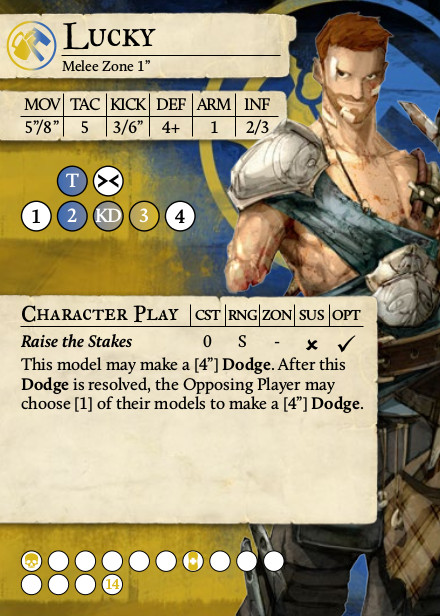 Lucky
Melee Zone 1”
MOV TAC KICK DEF ARM INF
5”/8” 5 3/6” 4+ 1 2/3
T
1 2 KD 3 4
Character Play CST RNG ZON SUS OPT
Raise the Stakes 0 S - ✗ ✓
This model may make a [4”] Dodge. After this
Dodge is resolved, the Opposing Player may
choose [1] of their models to make a [4”] Dodge.
14